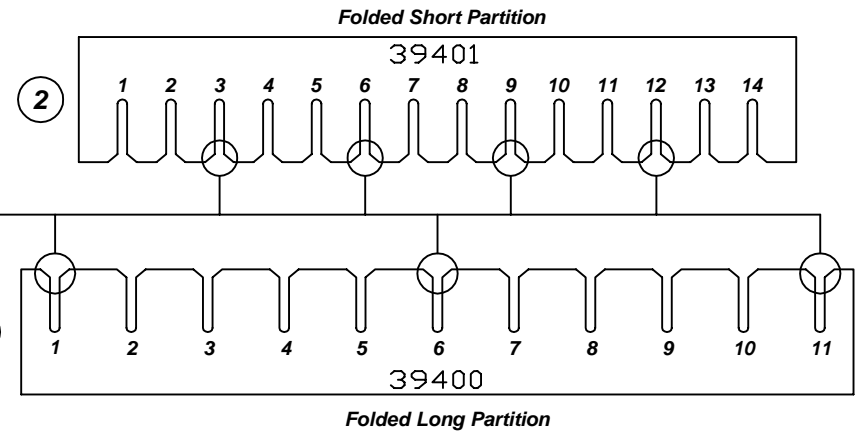 Folded Short Partition
39401
2
1 2 3 4 5 6 7 8 9 10 11 12 13 14
1 2 3 4 5 6 7 8 9 10 11
39400
Folded Long Partition